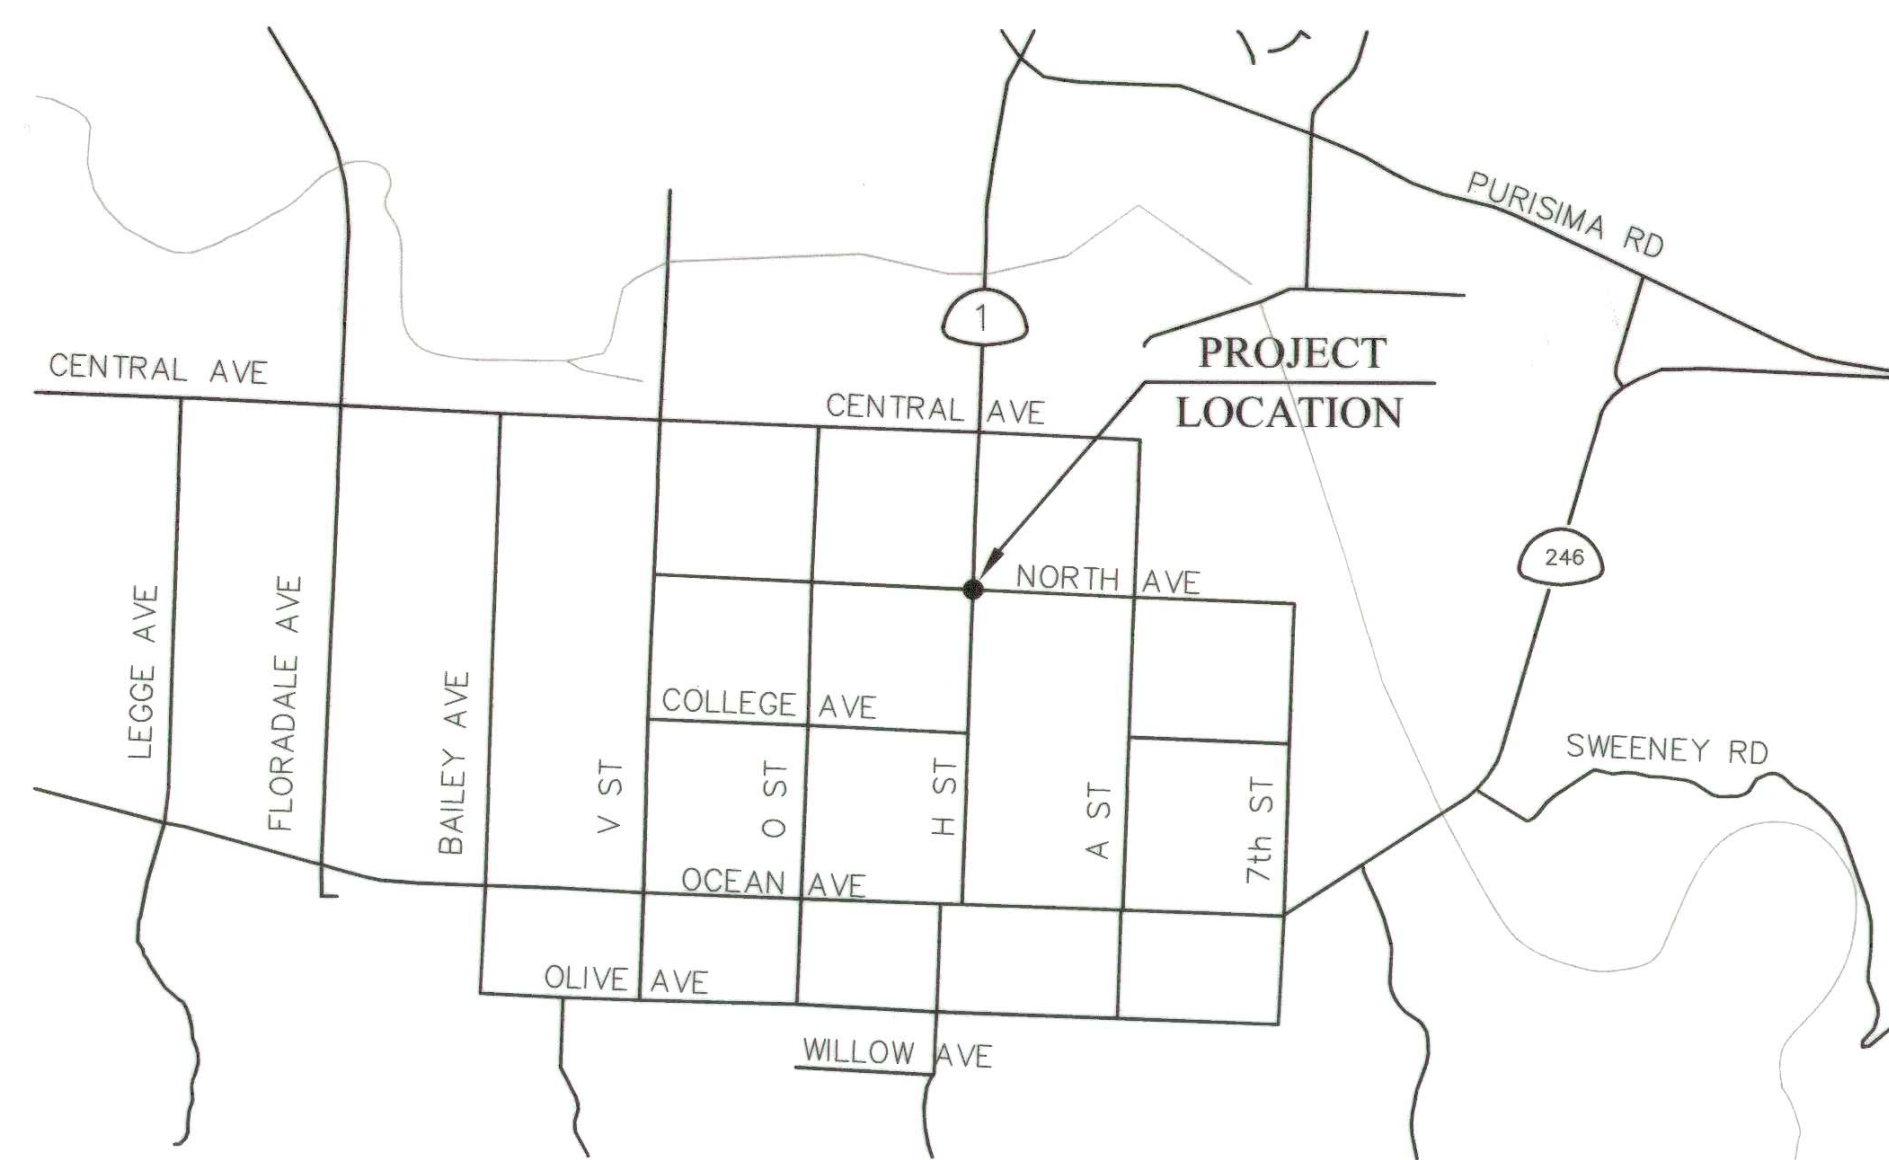 PURISIMA RD
1
PROJECT
LOCATION
CENTRAL AVE
CENTRAL AVE
246
NORTH AVE
LEGGE AVE
FLORADALE AVE
BAILEY AVE
COLLEGE AVE
V ST
O ST
H ST
A ST
7th ST
SWEENEY RD
OCEAN AVE
OLIVE AVE
WILLOW AVE